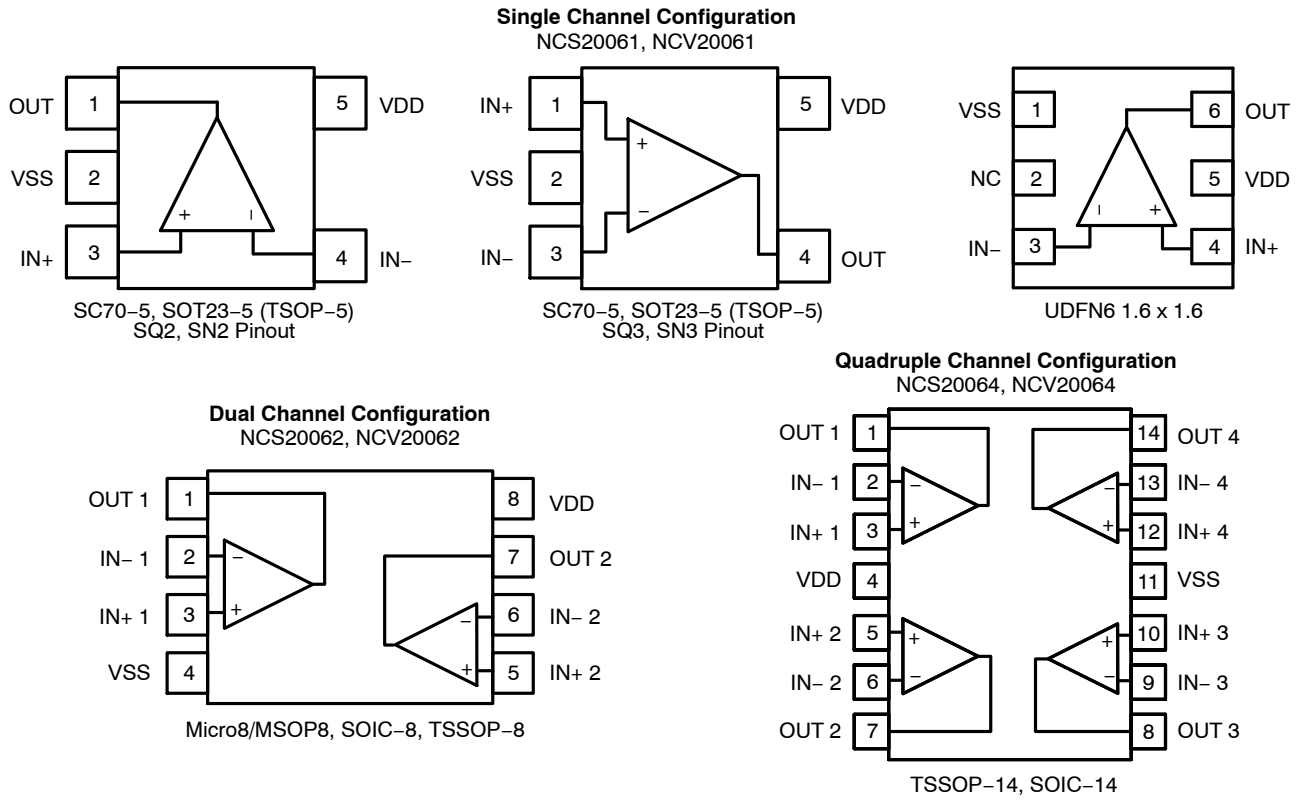 Single Channel Configuration
NCS20061, NCV20061
OUT 1 5 VDD
VSS 2
+ −
IN+ 3 4 IN−
SC70−5, SOT23−5 (TSOP−5)
SQ2, SN2 Pinout
IN+ 1 5 VDD
+
VSS 2
−
IN− 3 4 OUT
SC70−5, SOT23−5 (TSOP−5)
SQ3, SN3 Pinout
VSS 1 6 OUT
NC 2 5 VDD
− +
IN− 3 4 IN+
UDFN6 1.6 x 1.6
Dual Channel Configuration
NCS20062, NCV20062
OUT 1 1 8 VDD
IN− 1 2 − 7 OUT 2
IN+ 1 3 + − 6 IN− 2
VSS 4 + 5 IN+ 2
Micro8/MSOP8, SOIC−8, TSSOP−8
Quadruple Channel Configuration
NCS20064, NCV20064
OUT 1 1 14 OUT 4
IN− 1 2 − − 13 IN− 4
IN+ 1 3 + + 12 IN+ 4
VDD 4 11 VSS
IN+ 2 5 + + 10 IN+ 3
IN− 2 6 − − 9 IN− 3
OUT 2 7 8 OUT 3
TSSOP−14, SOIC−14